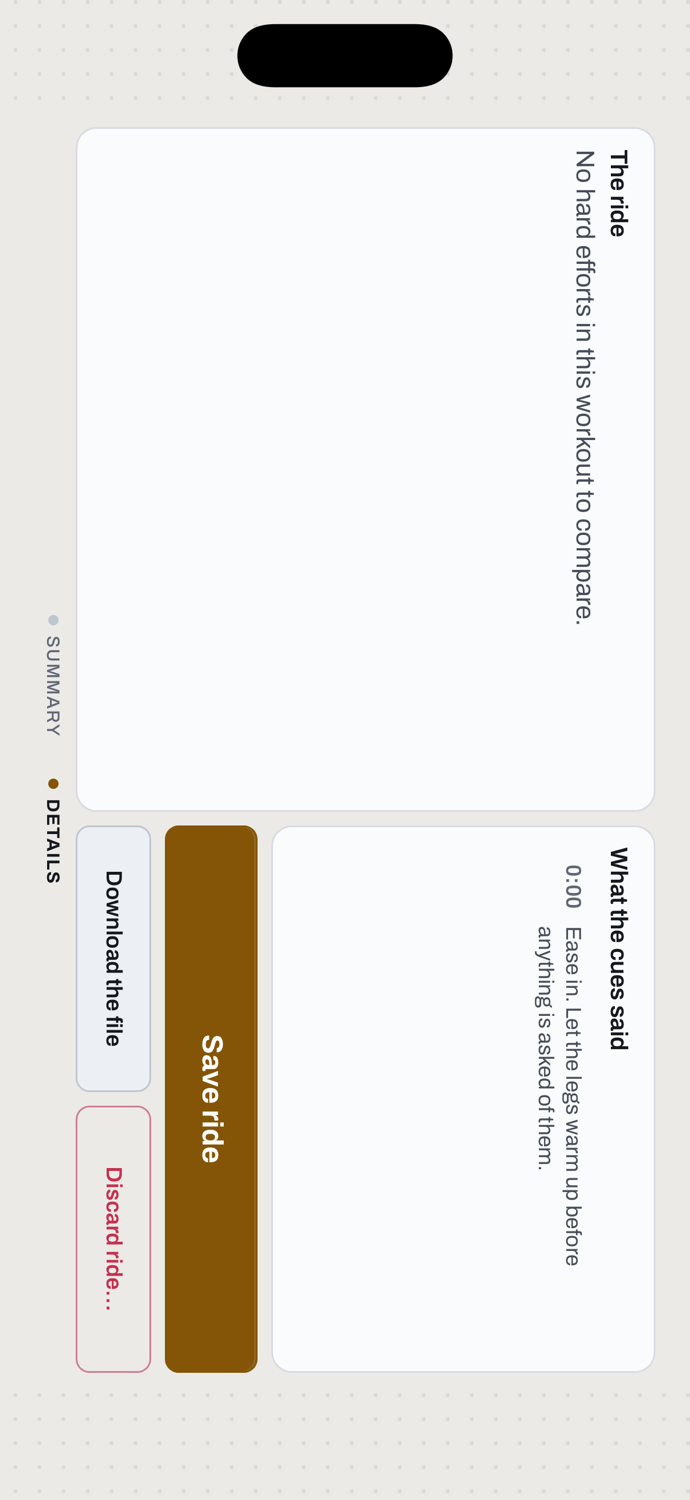 The ride
No hard efforts in this workout to compare.
What the cues said
0:00 Ease in. Let the legs warm up before
anything is asked of them.
Save ride
Download the file
Discard ride…
SUMMARY
DETAILS